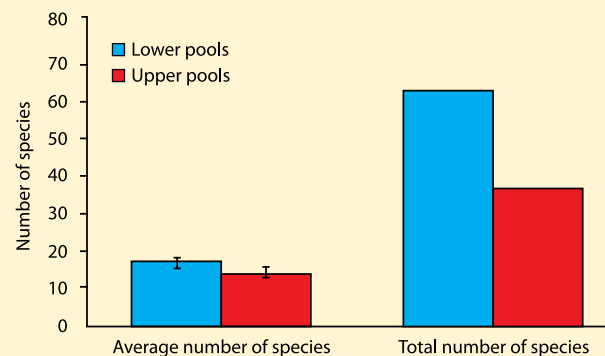 80
70
60
50
40
30
20
10
0
Number of species
Lower pools
Upper pools
Average number of species
Total number of species